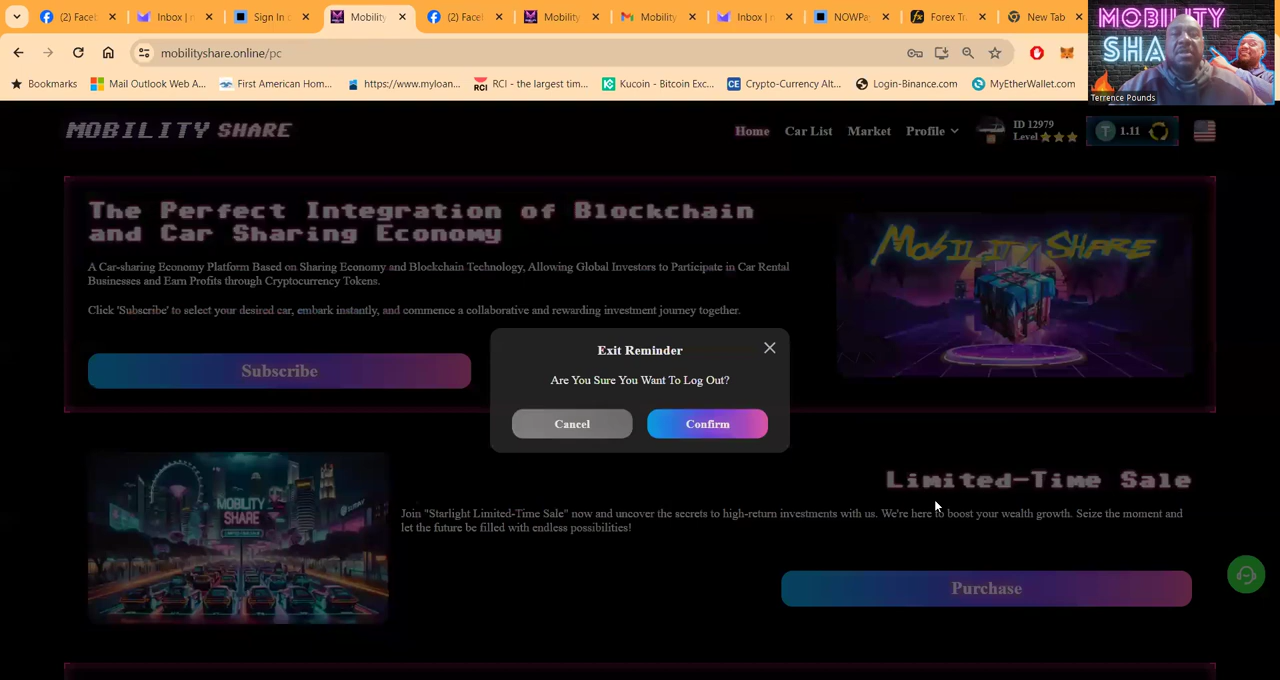 (2) Faceb
Inbox | n
Sign In
Mobility
(2) Faceb
Mobility
Mobility
Inbox | n
NOWPa
Forex Tr
New Tab
mobilityshare.online/pc
Bookmarks
Mail Outlook Web A...
First American Hom...
https://www.myloan...
RCI - the largest tim...
Kucoin - Bitcoin Exc...
Crypto-Currency Alt...
Login-Binance.com
MyEtherWallet.com
MOBILITY
SHA
Terrence Pounds
MOBILITY SHARE
Home
Car List
Market
Profile
ID 12979
Level
1.11
The Perfect Integration of Blockchain
and Car Sharing Economy
A Car-sharing Economy Platform Based on Sharing Economy and Blockchain Technology, Allowing Global Investors to Participate in Car Rental
Businesses and Earn Profits through Cryptocurrency Tokens.
Click 'Subscribe' to select your desired car, embark instantly, and commence a collaborative and rewarding investment journey together.
Subscribe
MOBILITY SHARE
Exit Reminder
Are You Sure You Want To Log Out?
Cancel
Confirm
MOBILITY
SHARE
Limited-Time Sale
Join "Starlight Limited-Time Sale" now and uncover the secrets to high-return investments with us. We're here to boost your wealth growth. Seize the moment and
let the future be filled with endless possibilities!
Purchase